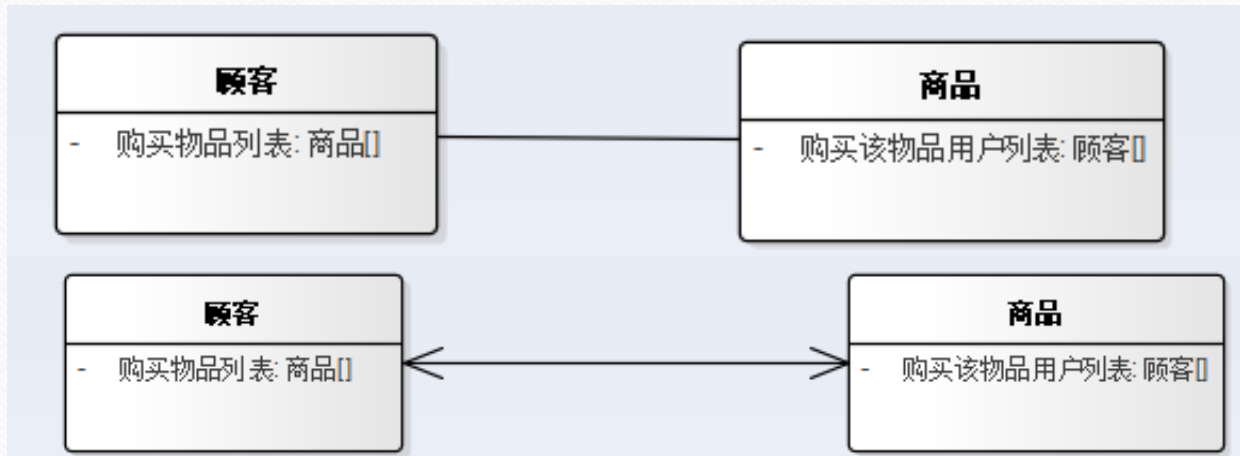 顾客
- 购买物品列表: 商品[]
商品
- 购买该物品用户列表: 顾客[]
顾客
- 购买物品列表: 商品[]
商品
- 购买该物品用户列表: 顾客[]